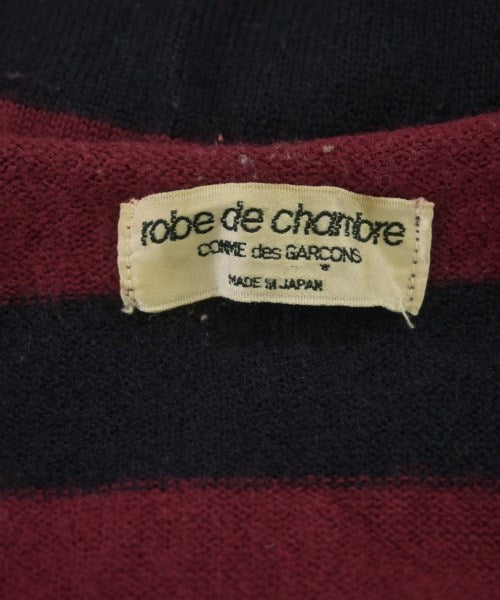 robe de chambre
COMME des GARCONS
MADE IN JAPAN